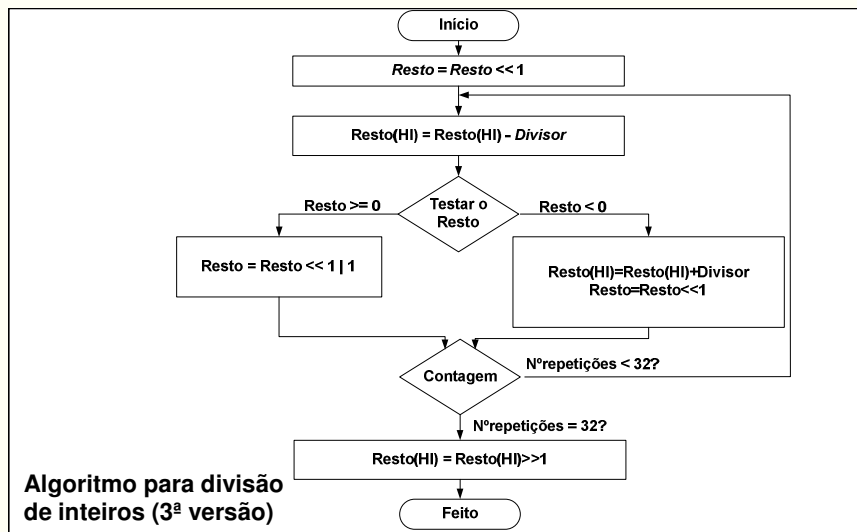 Início
Resto = Resto << 1
Resto(HI) = Resto(HI) - Divisor
Testar o
Resto
Resto >= 0
Resto < 0
Resto = Resto << 1 | 1
Resto(HI)=Resto(HI)+Divisor
Resto=Resto<<1
Contagem
Nºrepetições < 32?
Nºrepetições = 32?
Resto(HI) = Resto(HI)>>1
Feito
Algoritmo para divisão
de inteiros (3ª versão)